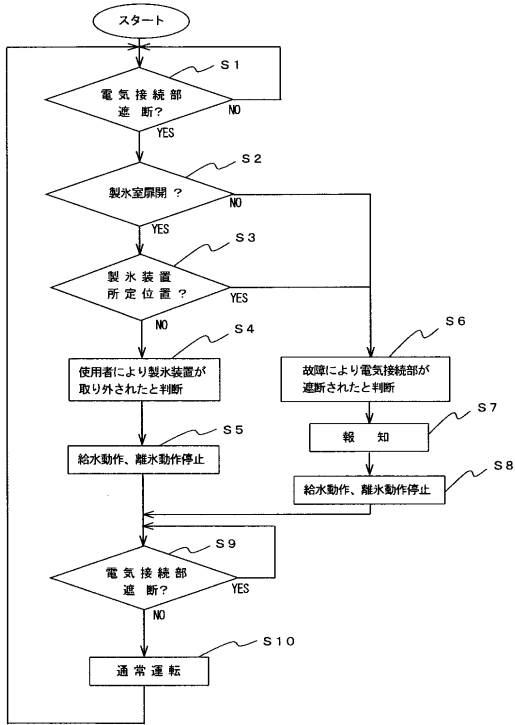 スタート
S1
電気接続部
遮断？
NO
YES
S2
製氷室扉開？
NO
YES
S3
製氷装置
所定位置？
YES
NO
S4
使用者により製氷装置が
取り外されたと判断
S5
給水動作、離氷動作停止
S6
故障により電気接続部が
遮断されたと判断
S7
報知
S8
給水動作、離氷動作停止
S9
電気接続部
遮断？
YES
NO
S10
通常運転